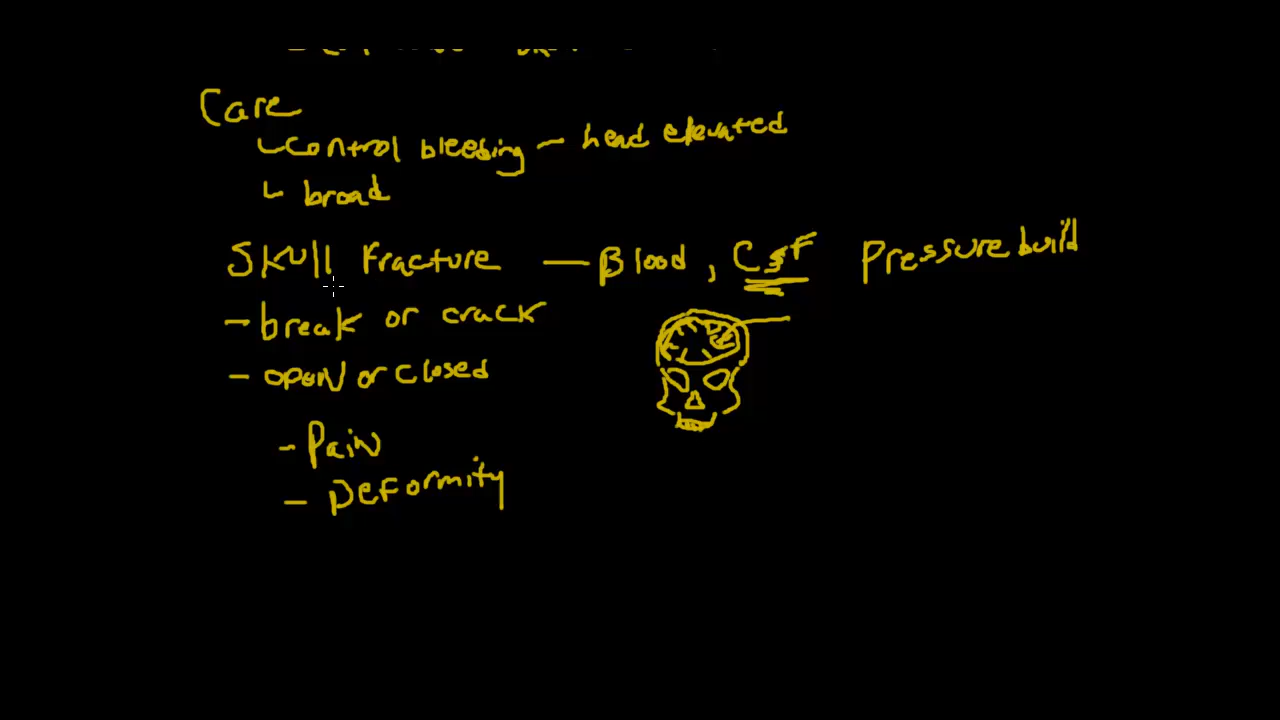 Care
control bleeding - head elevated
broad
Skull Fracture - Blood, CSF Pressure build
- break or crack
- open or closed
- Pain
- Deformity